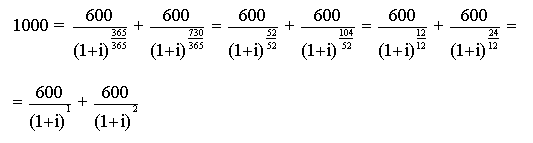 1000 = 600/(1+i)^(365/365) + 600/(1+i)^(730/365) = 600/(1+i)^(52/52) + 600/(1+i)^(104/52) = 600/(1+i)^(12/12) + 600/(1+i)^(24/12) =
= 600/(1+i)^1 + 600/(1+i)^2